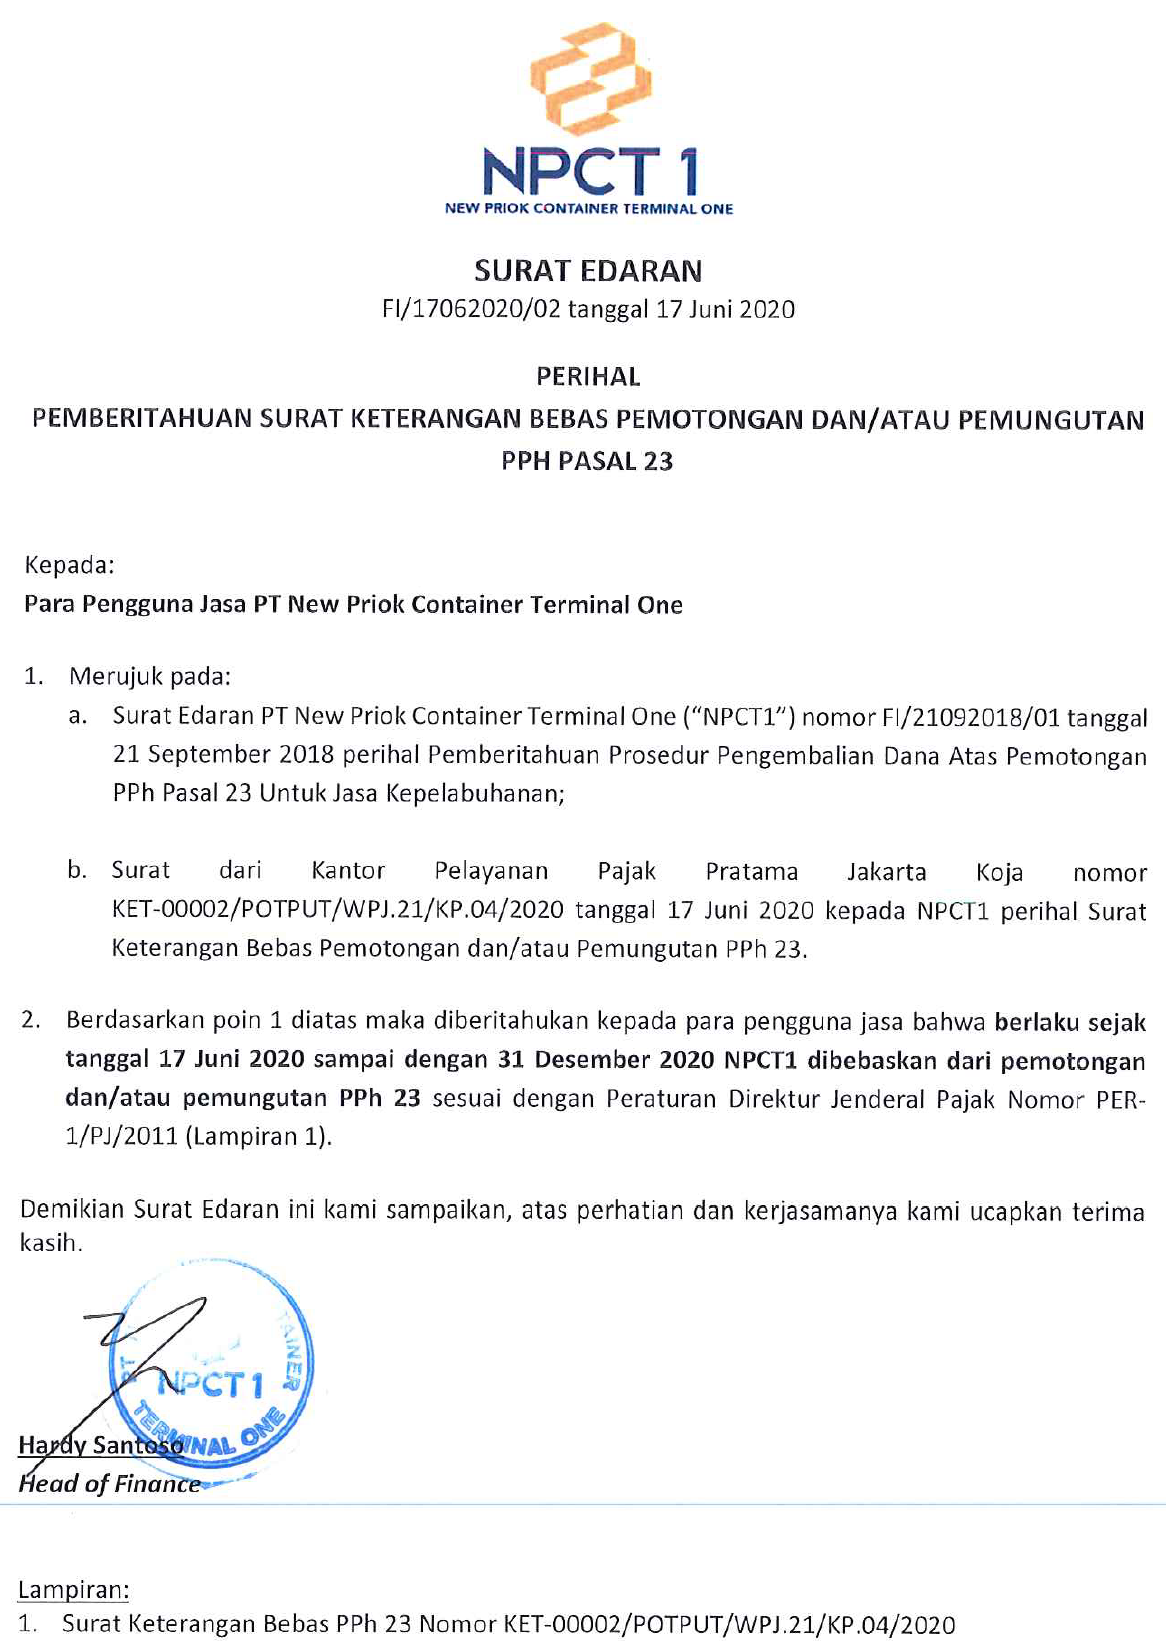 NPCT 1
NEW PRIOK CONTAINER TERMINAL ONE
SURAT EDARAN
FI/17062020/02 tanggal 17 Juni 2020
PERIHAL
PEMBERITAHUAN SURAT KETERANGAN BEBAS PEMOTONGAN DAN/ATAU PEMUNGUTAN
PPH PASAL 23
Kepada:
Para Pengguna Jasa PT New Priok Container Terminal One
1. Merujuk pada:
a. Surat Edaran PT New Priok Container Terminal One (“NPCT1”) nomor FI/21092018/01 tanggal
21 September 2018 perihal Pemberitahuan Prosedur Pengembalian Dana Atas Pemotongan
PPh Pasal 23 Untuk Jasa Kepelabuhanan;
b. Surat dari Kantor Pelayanan Pajak Pratama Jakarta Koja nomor
KET-00002/POTPUT/WPJ.21/KP.04/2020 tanggal 17 Juni 2020 kepada NPCT1 perihal Surat
Keterangan Bebas Pemotongan dan/atau Pemungutan PPh 23.
2. Berdasarkan poin 1 diatas maka diberitahukan kepada para pengguna jasa bahwa berlaku sejak
tanggal 17 Juni 2020 sampai dengan 31 Desember 2020 NPCT1 dibebaskan dari pemotongan
dan/atau pemungutan PPh 23 sesuai dengan Peraturan Direktur Jenderal Pajak Nomor PER-
1/PJ/2011 (Lampiran 1).
Demikian Surat Edaran ini kami sampaikan, atas perhatian dan kerjasamanya kami ucapkan terima
kasih.
PT
TAINER
NPCT 1
TERMINAL ONE
Hardy Santoso
Head of Finance
Lampiran:
1. Surat Keterangan Bebas PPh 23 Nomor KET-00002/POTPUT/WPJ.21/KP.04/2020